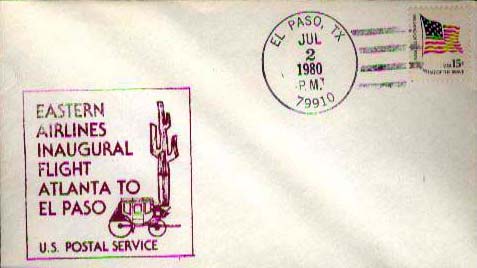 EL PASO, TX
JUL
2
1980
P.M.
79910
USA 15c
EASTERN
AIRLINES
INAUGURAL
FLIGHT
ATLANTA TO
EL PASO
U.S. POSTAL SERVICE